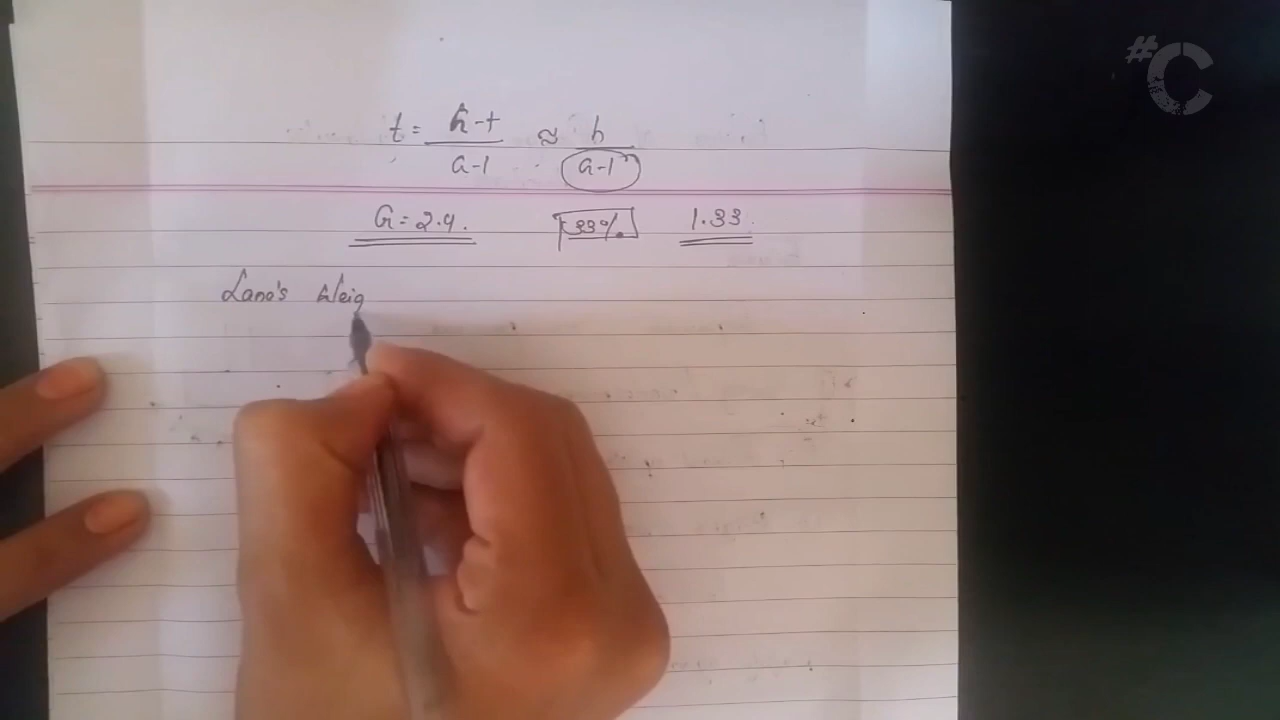 #C
t = h-t / G-1 ≈ h / G-1
G = 2.4. 33% 1.33
Lane's Weig